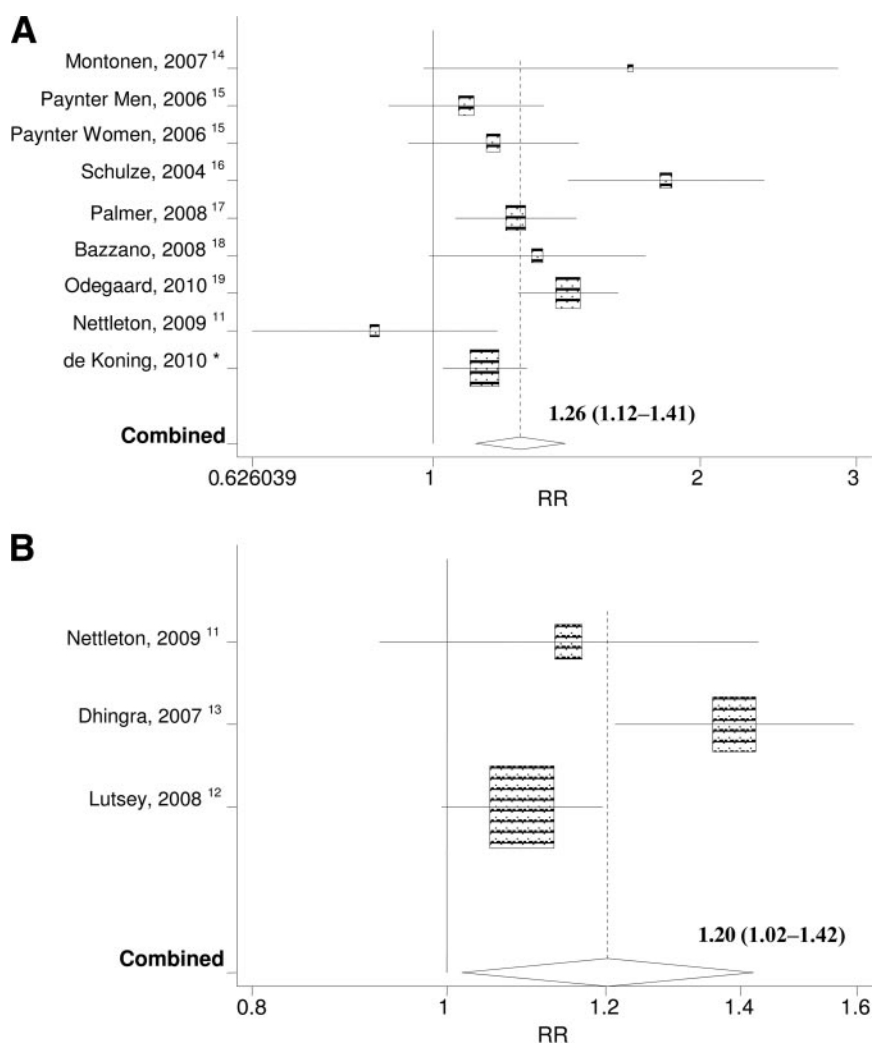 A
Montonen, 2007 14
Paynter Men, 2006 15
Paynter Women, 2006 15
Schulze, 2004 16
Palmer, 2008 17
Bazzano, 2008 18
Odegaard, 2010 19
Nettleton, 2009 11
de Koning, 2010 *
1.26 (1.12–1.41)
Combined
0.626039 1 2 3
RR
B
Nettleton, 2009 11
Dhingra, 2007 13
Lutsey, 2008 12
1.20 (1.02–1.42)
Combined
0.8 1 1.2 1.4 1.6
RR